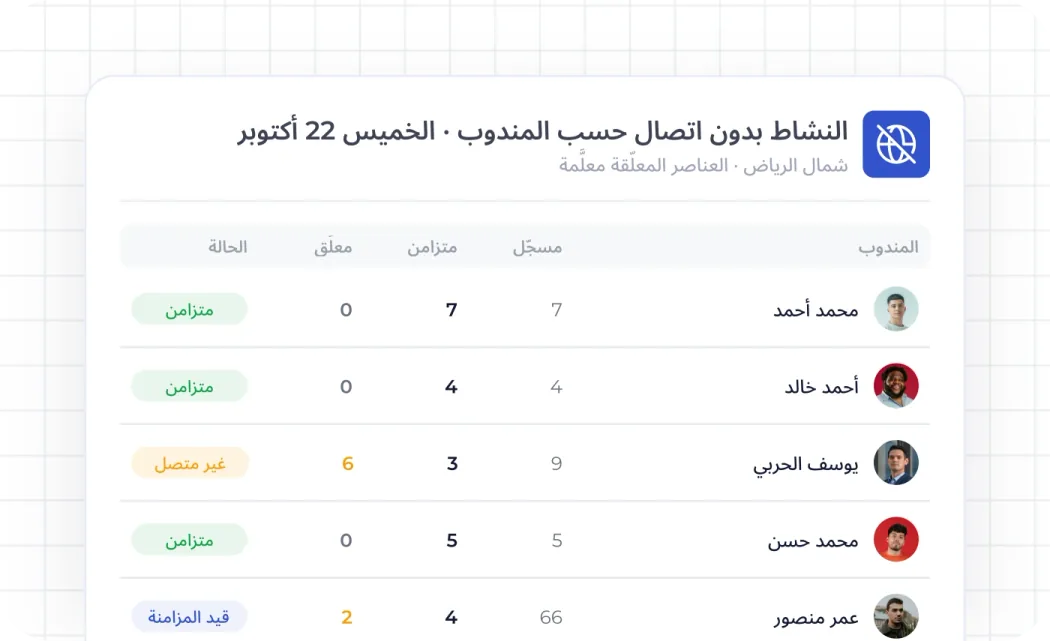 النشاط بدون اتصال حسب المندوب · الخميس 22 أكتوبر
شمال الرياض · العناصر المعلّقة معلَّمة
المندوب مسجّل متزامن معلّق الحالة
محمد أحمد 7 7 0 متزامن
أحمد خالد 4 4 0 متزامن
يوسف الحربي 9 3 6 غير متصل
محمد حسن 5 5 0 متزامن
عمر منصور 66 4 2 قيد المزامنة